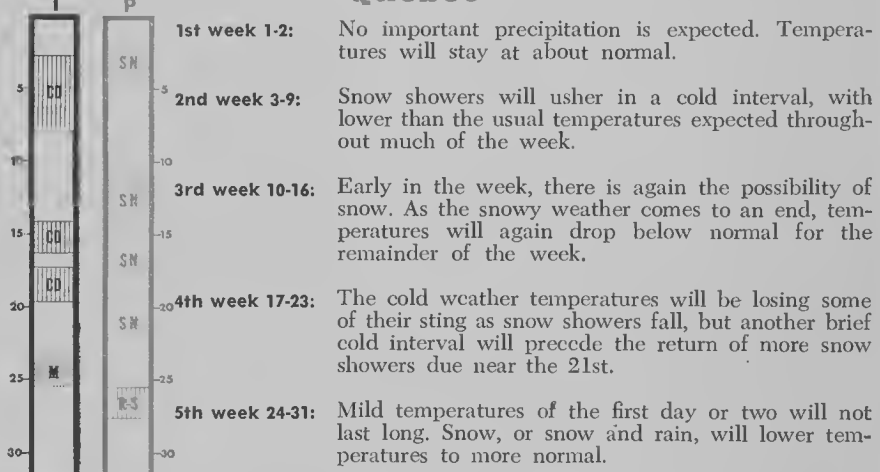 T P
1st week 1-2: No important precipitation is expected. Tempera-
tures will stay at about normal.
2nd week 3-9: Snow showers will usher in a cold interval, with
lower than the usual temperatures expected through-
out much of the week.
3rd week 10-16: Early in the week, there is again the possibility of
snow. As the snowy weather comes to an end, tem-
peratures will again drop below normal for the
remainder of the week.
4th week 17-23: The cold weather temperatures will be losing some
of their sting as snow showers fall, but another brief
cold interval will precede the return of more snow
showers due near the 21st.
5th week 24-31: Mild temperatures of the first day or two will not
last long. Snow, or snow and rain, will lower tem-
peratures to more normal.
5 10 15 20 25 30
CD
CD
CD
M
5 10 15 20 25 30
SN
SN
SN
SN
R-S